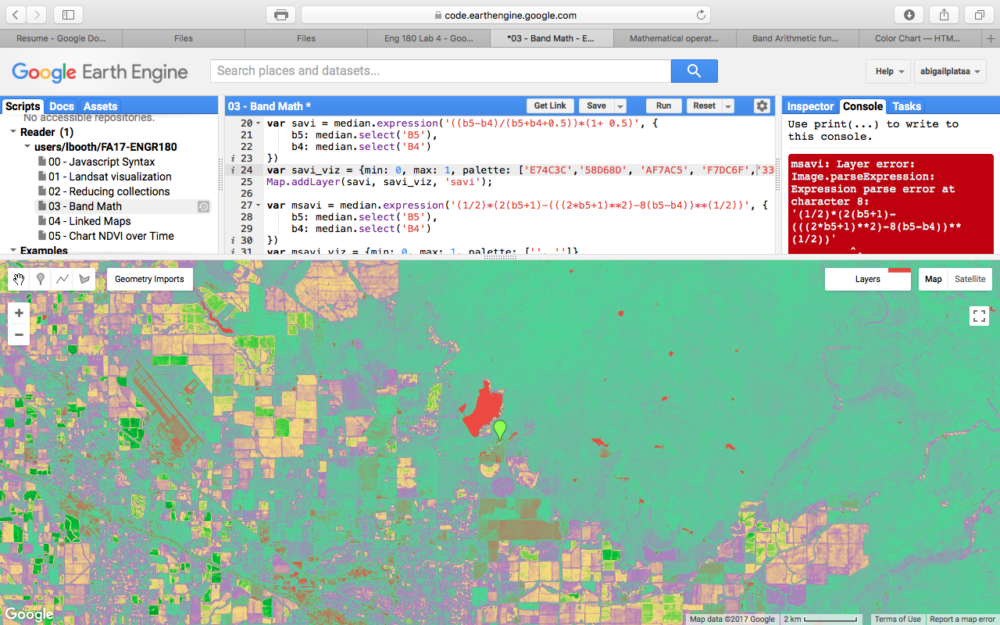 code.earthengine.google.com
Resume - Google Do...
Files
Files
Eng 180 Lab 4 - Goo...
*03 - Band Math - E...
Mathematical operat...
Band Arithmetic fun...
Color Chart — HTM...
Google Earth Engine
Search places and datasets...
Help
abigailplataa
Scripts Docs Assets
No accessible repositories.
Reader (1)
users/lbooth/FA17-ENGR180
00 - Javascript Syntax
01 - Landsat visualization
02 - Reducing collections
03 - Band Math
04 - Linked Maps
05 - Chart NDVI over Time
Examples
03 - Band Math *
Get Link
Save
Run
Reset
20 var savi = median.expression('((b5-b4)/(b5+b4+0.5))*(1+ 0.5)', {
21 b5: median.select('B5'),
22 b4: median.select('B4')
i 23 })
i 24 var savi_viz = {min: 0, max: 1, palette: ['E74C3C','58D68D', 'AF7AC5', 'F7DC6F','33
25 Map.addLayer(savi, savi_viz, 'savi');
26
27 var msavi = median.expression('(1/2)*(2(b5+1)-(((2*b5+1)**2)-8(b5-b4))**(1/2))', {
28 b5: median.select('B5'),
29 b4: median.select('B4')
i 30 })
i 31 var msavi_viz = {min: 0, max: 1, palette: ['', '']}
Inspector Console Tasks
Use print(...) to write to
this console.
msavi: Layer error:
Image.parseExpression:
Expression parse error at
character 8:
'(1/2)*(2(b5+1)-
(((2*b5+1)**2)-8(b5-b4))**
(1/2))'
^.
Geometry Imports
Layers
Map
Satellite
+
−
Google
Map data ©2017 Google
2 km
Terms of Use
Report a map error